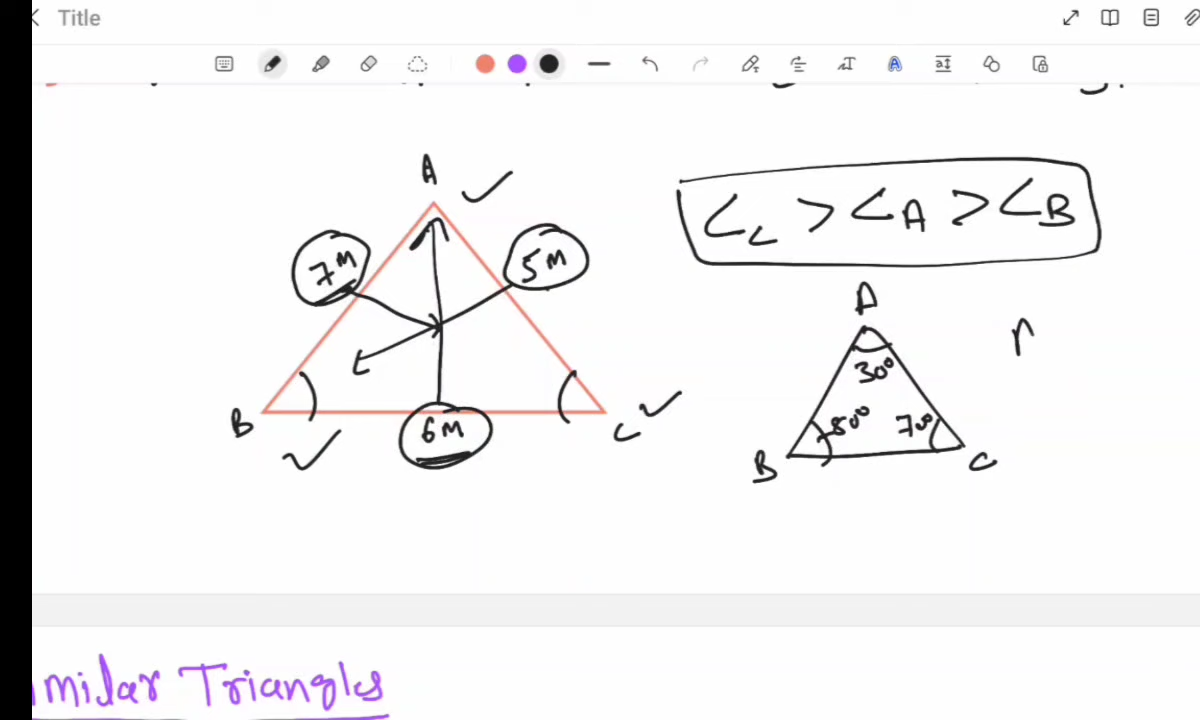 Title
A
7M
5M
B
6M
C
<C > <A > <B
A
30°
80° 70°
B
C
milar Triangles